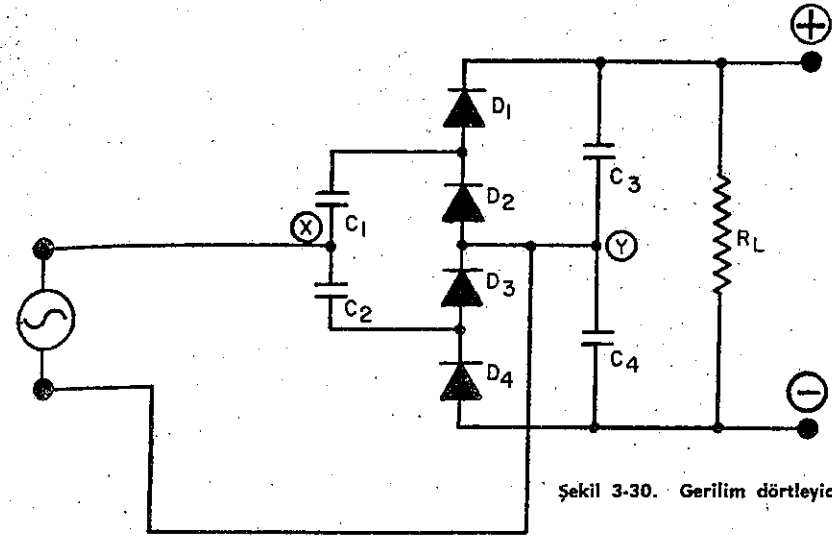 +
D1
C3
D2
X
C1
Y
RL
D3
C2
C4
D4
−
Şekil 3-30. Gerilim dörtleyic